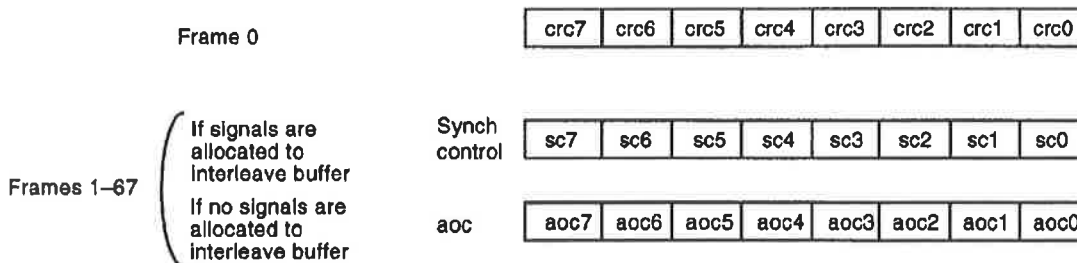 Frame 0
crc7 crc6 crc5 crc4 crc3 crc2 crc1 crc0
Frames 1–67
If signals are
allocated to
interleave buffer
Synch
control
sc7 sc6 sc5 sc4 sc3 sc2 sc1 sc0
If no signals are
allocated to
interleave buffer
aoc
aoc7 aoc6 aoc5 aoc4 aoc3 aoc2 aoc1 aoc0